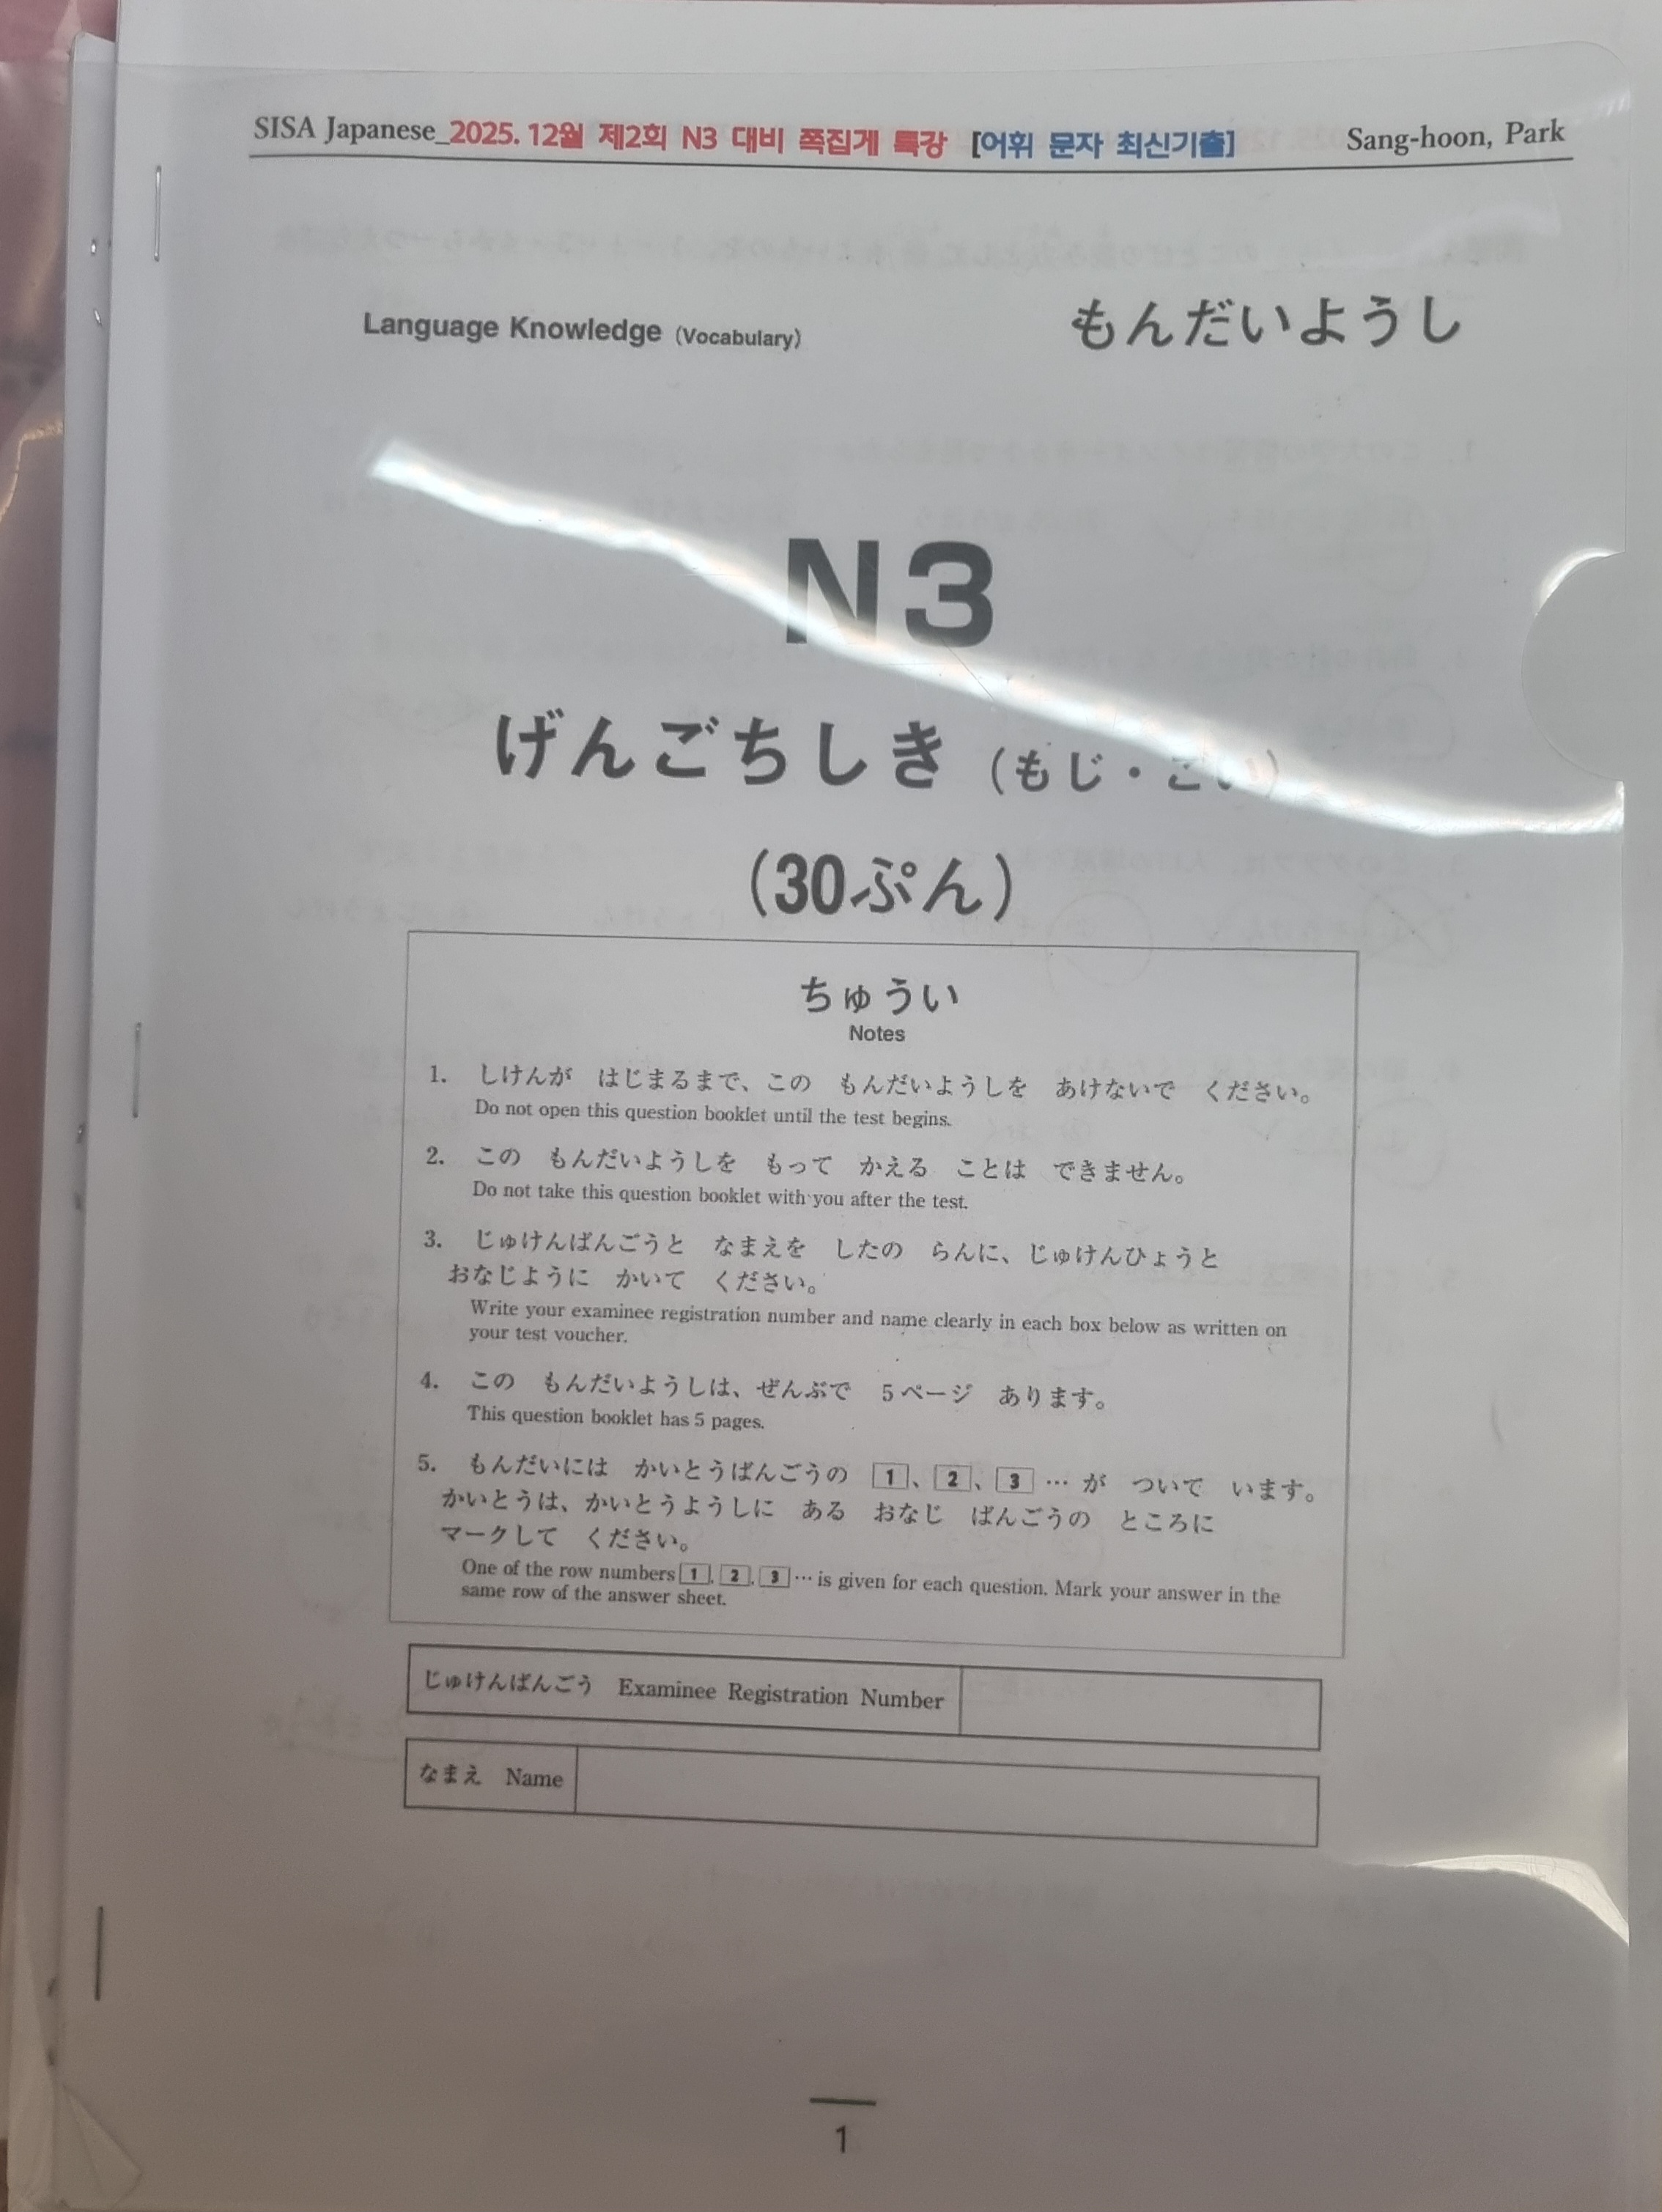 SISA Japanese_2025. 12월 제2회 N3 대비 쪽집게 특강 [어휘 문자 최신기출] Sang-hoon, Park
Language Knowledge (Vocabulary) もんだいようし
N3
げんごちしき (もじ・ごい)
(30ぷん)
ちゅうい
Notes
1. しけんが はじまるまで、この もんだいようしを あけないで ください。
Do not open this question booklet until the test begins.
2. この もんだいようしを もって かえる ことは できません。
Do not take this question booklet with you after the test.
3. じゅけんばんごうと なまえを したの らんに、じゅけんひょうと
おなじように かいて ください。
Write your examinee registration number and name clearly in each box below as written on
your test voucher.
4. この もんだいようしは、ぜんぶで 5ページ あります。
This question booklet has 5 pages.
5. もんだいには かいとうばんごうの 1、2、3 … が ついて います。
かいとうは、かいとうようしに ある おなじ ばんごうの ところに
マークして ください。
One of the row numbers 1, 2, 3 … is given for each question. Mark your answer in the
same row of the answer sheet.
じゅけんばんごう Examinee Registration Number
なまえ Name
1